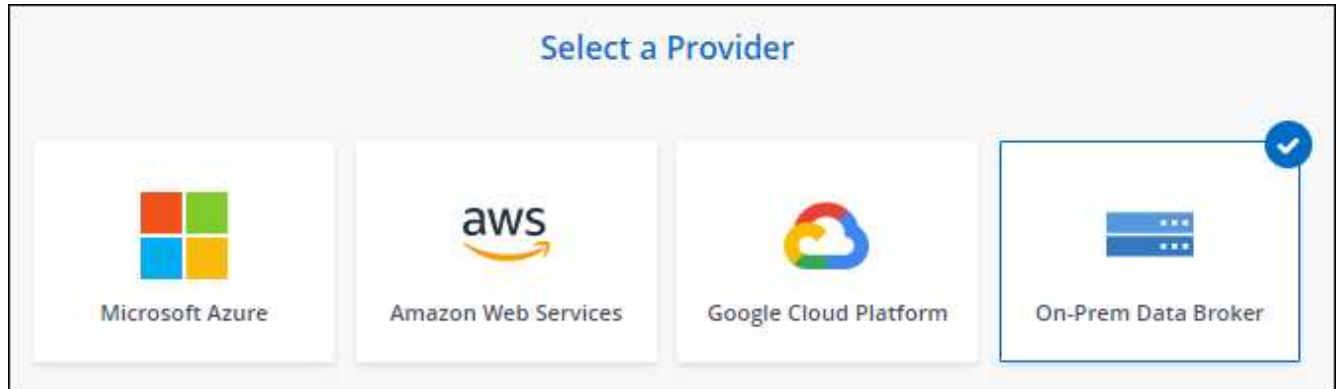 Select a Provider
aws
Microsoft Azure
Amazon Web Services
Google Cloud Platform
On-Prem Data Broker